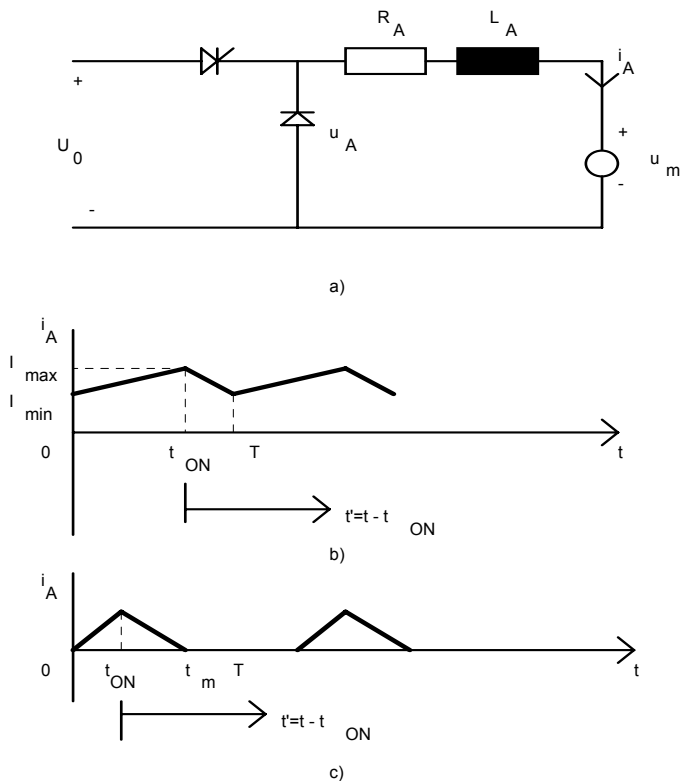 R A
L A
i A
+
U 0
-
u A
+
u m
-
a)
i A
I max
I min
0
t ON
T
t
t'=t - t ON
b)
i A
0
t ON
t m
T
t
t'=t - t ON
c)